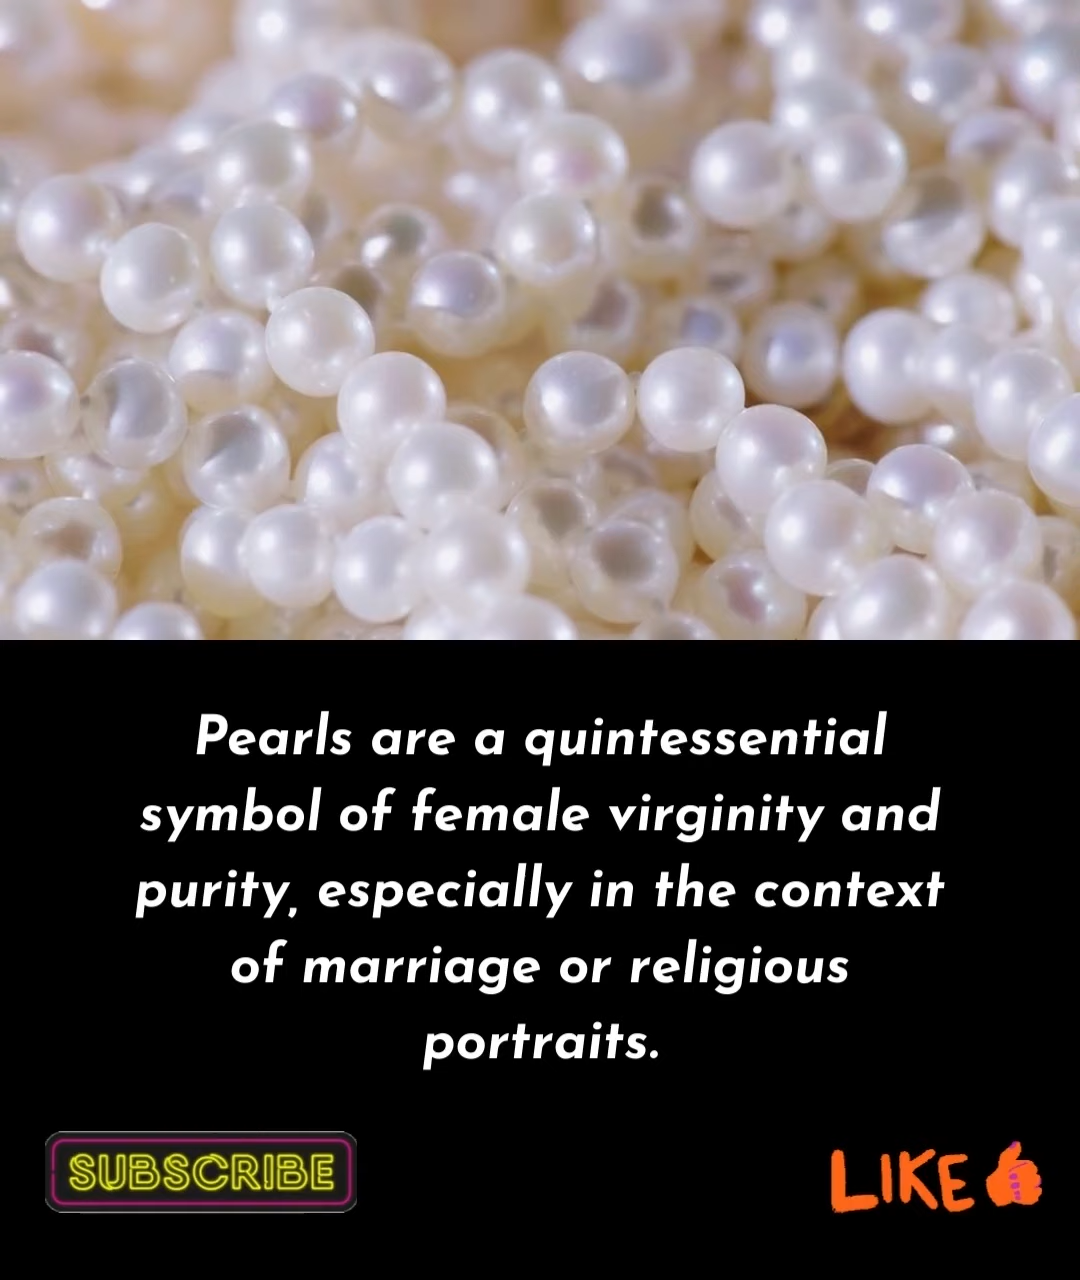 Pearls are a quintessential
symbol of female virginity and
purity, especially in the context
of marriage or religious
portraits.
SUBSCRIBE
LIKE